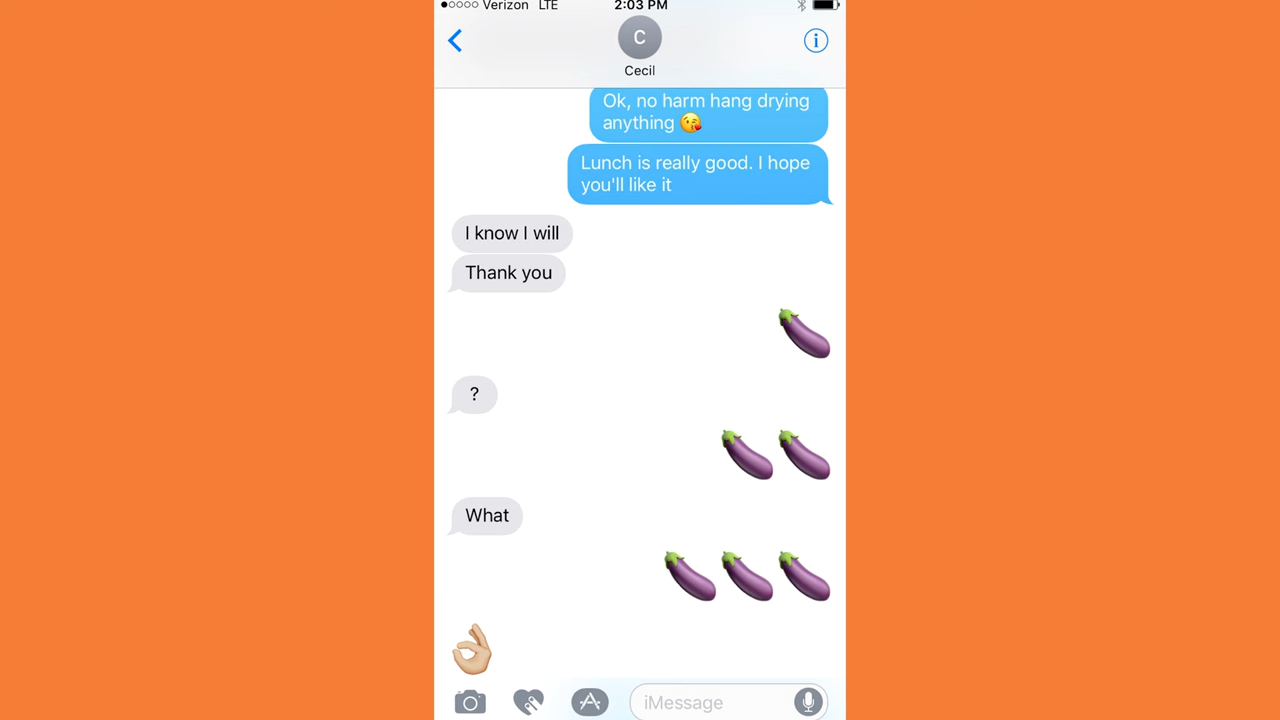 Verizon LTE 2:03 PM
C
Cecil
Ok, no harm hang drying
anything 😘
Lunch is really good. I hope
you'll like it
I know I will
Thank you
🍆
?
🍆🍆
What
🍆🍆🍆
👌🏼
iMessage